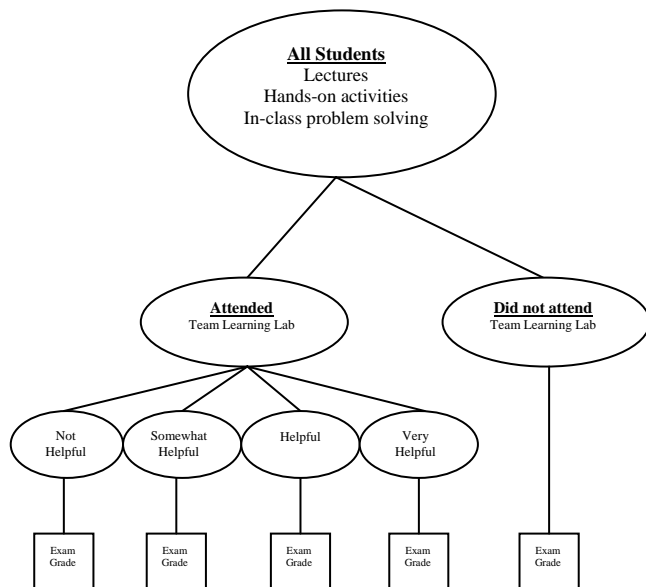 All Students
Lectures
Hands-on activities
In-class problem solving
Attended
Team Learning Lab
Did not attend
Team Learning Lab
Not
Helpful
Somewhat
Helpful
Helpful
Very
Helpful
Exam
Grade
Exam
Grade
Exam
Grade
Exam
Grade
Exam
Grade